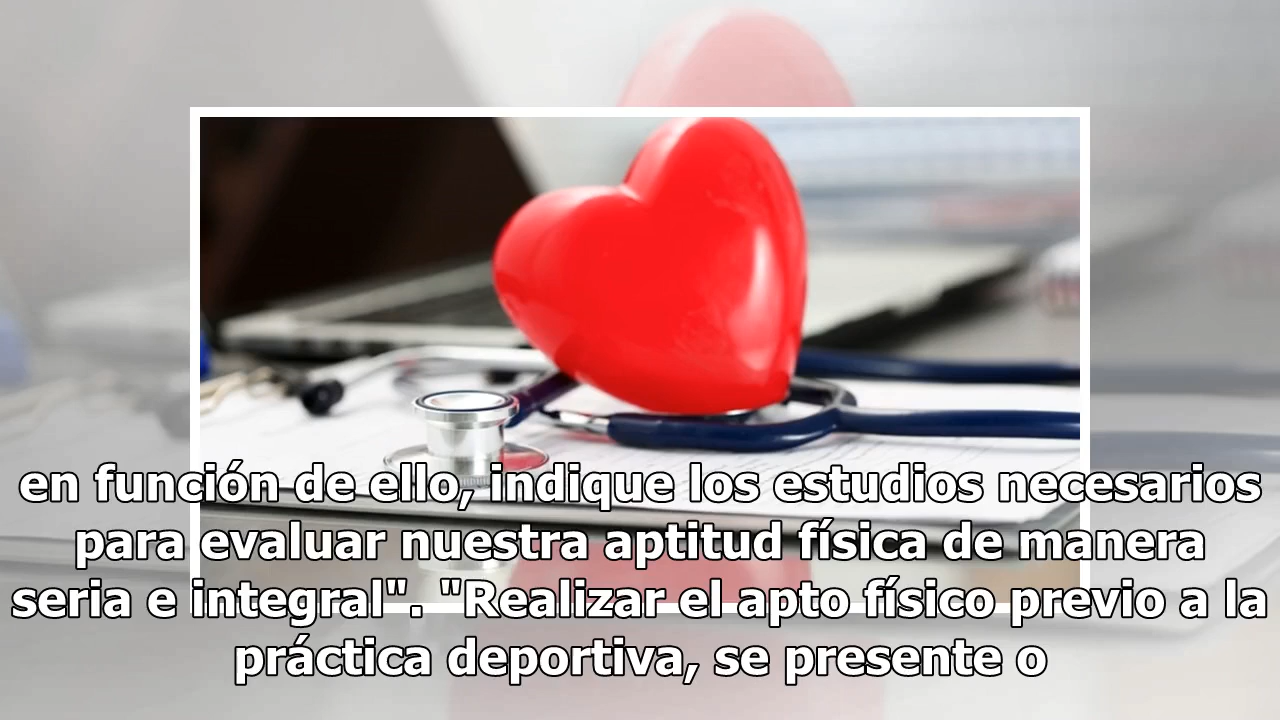 en función de ello, indique los estudios necesarios
para evaluar nuestra aptitud física de manera
seria e integral". "Realizar el apto físico previo a la
práctica deportiva, se presente o